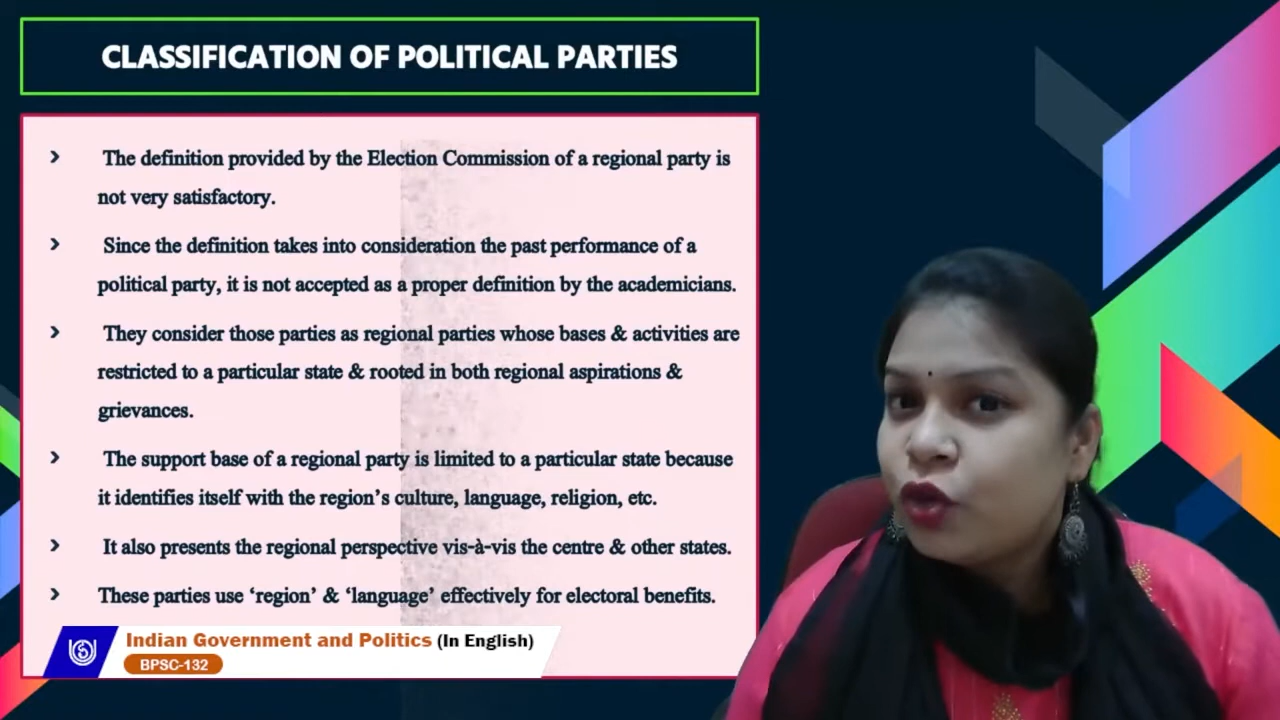 CLASSIFICATION OF POLITICAL PARTIES
› The definition provided by the Election Commission of a regional party is
not very satisfactory.
› Since the definition takes into consideration the past performance of a
political party, it is not accepted as a proper definition by the academicians.
› They consider those parties as regional parties whose bases & activities are
restricted to a particular state & rooted in both regional aspirations &
grievances.
› The support base of a regional party is limited to a particular state because
it identifies itself with the region’s culture, language, religion, etc.
› It also presents the regional perspective vis-à-vis the centre & other states.
› These parties use ‘region’ & ‘language’ effectively for electoral benefits.
Indian Government and Politics (In English)
BPSC-132